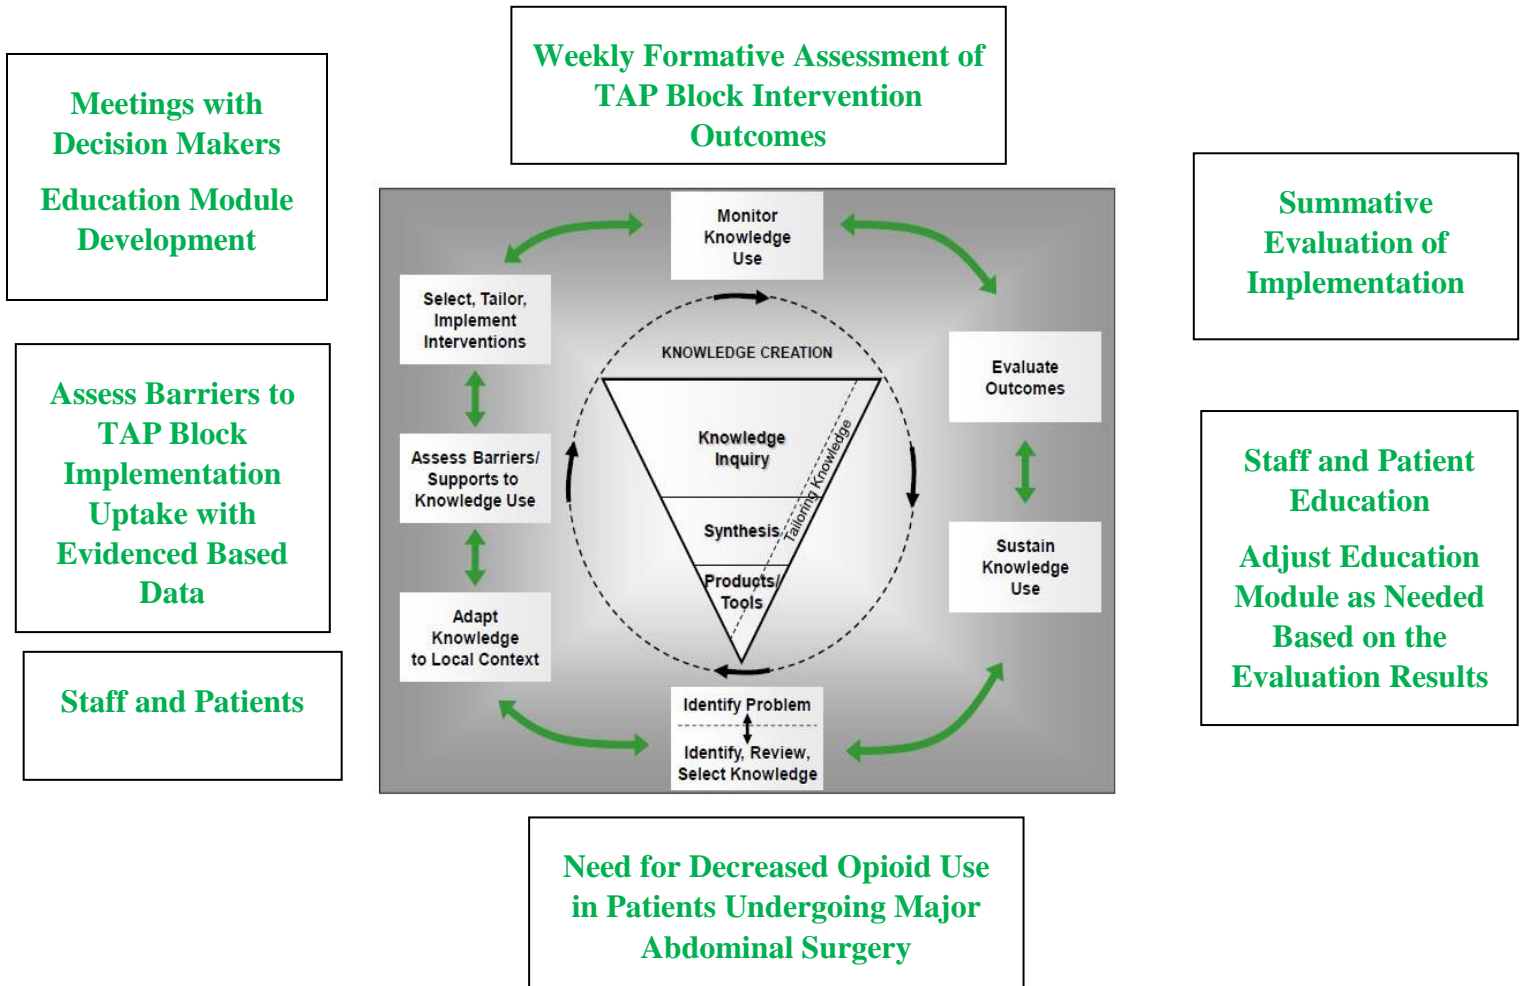 Weekly Formative Assessment of
TAP Block Intervention
Outcomes
Meetings with
Decision Makers
Education Module
Development
Summative
Evaluation of
Implementation
Assess Barriers to
TAP Block
Implementation
Uptake with
Evidenced Based
Data
Staff and Patients
Staff and Patient
Education
Adjust Education
Module as Needed
Based on the
Evaluation Results
Monitor
Knowledge
Use
Select, Tailor,
Implement
Interventions
Assess Barriers/
Supports to
Knowledge Use
Adapt
Knowledge
to Local Context
KNOWLEDGE CREATION
Knowledge
Inquiry
Synthesis
Products/
Tools
Tailoring Knowledge
Evaluate
Outcomes
Sustain
Knowledge
Use
Identify Problem
Identify, Review,
Select Knowledge
Need for Decreased Opioid Use
in Patients Undergoing Major
Abdominal Surgery